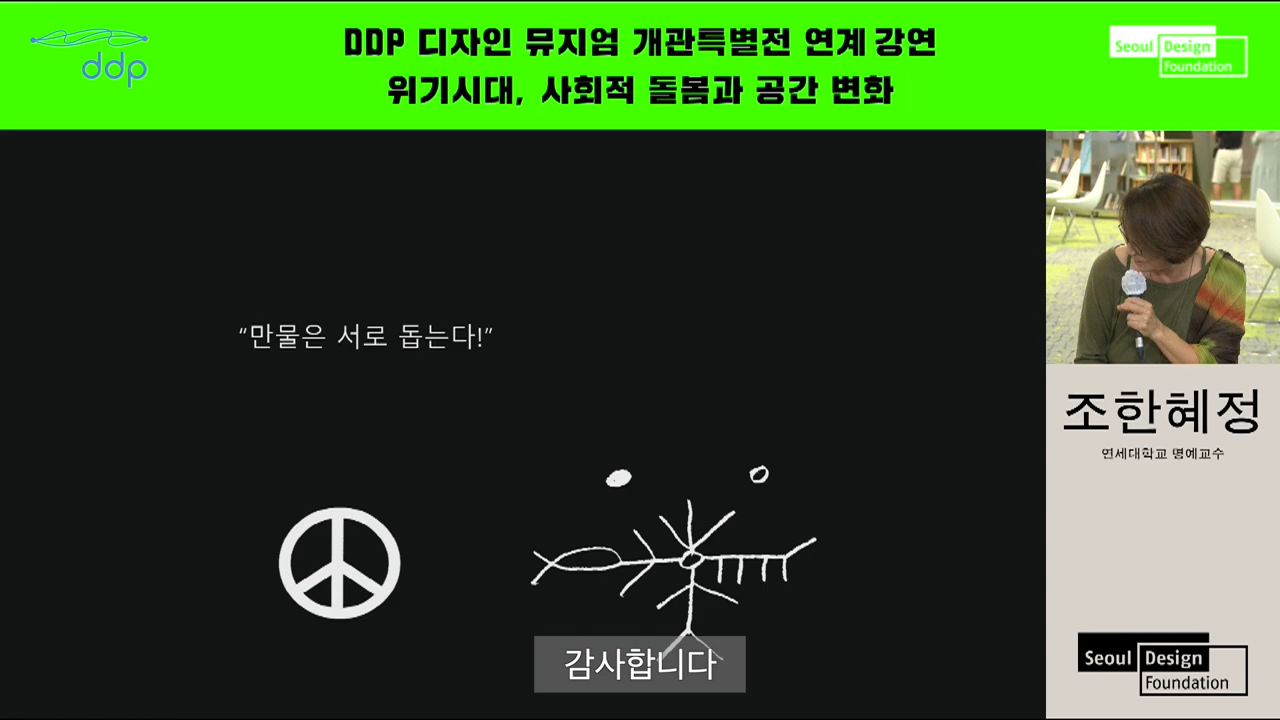 ddp
DDP 디자인 뮤지엄 개관특별전 연계 강연
위기시대, 사회적 돌봄과 공간 변화
Seoul Design
Foundation
“만물은 서로 돕는다!”
조한혜정
연세대학교 명예교수
감사합니다
Seoul Design
Foundation